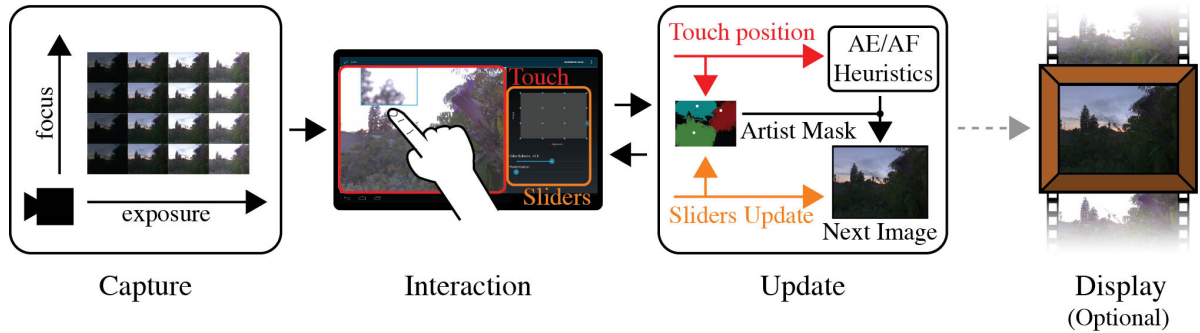 focus
exposure
Capture
Touch
Sliders
Interaction
Touch position
AE/AF
Heuristics
Artist Mask
Sliders Update
Next Image
Update
Display
(Optional)